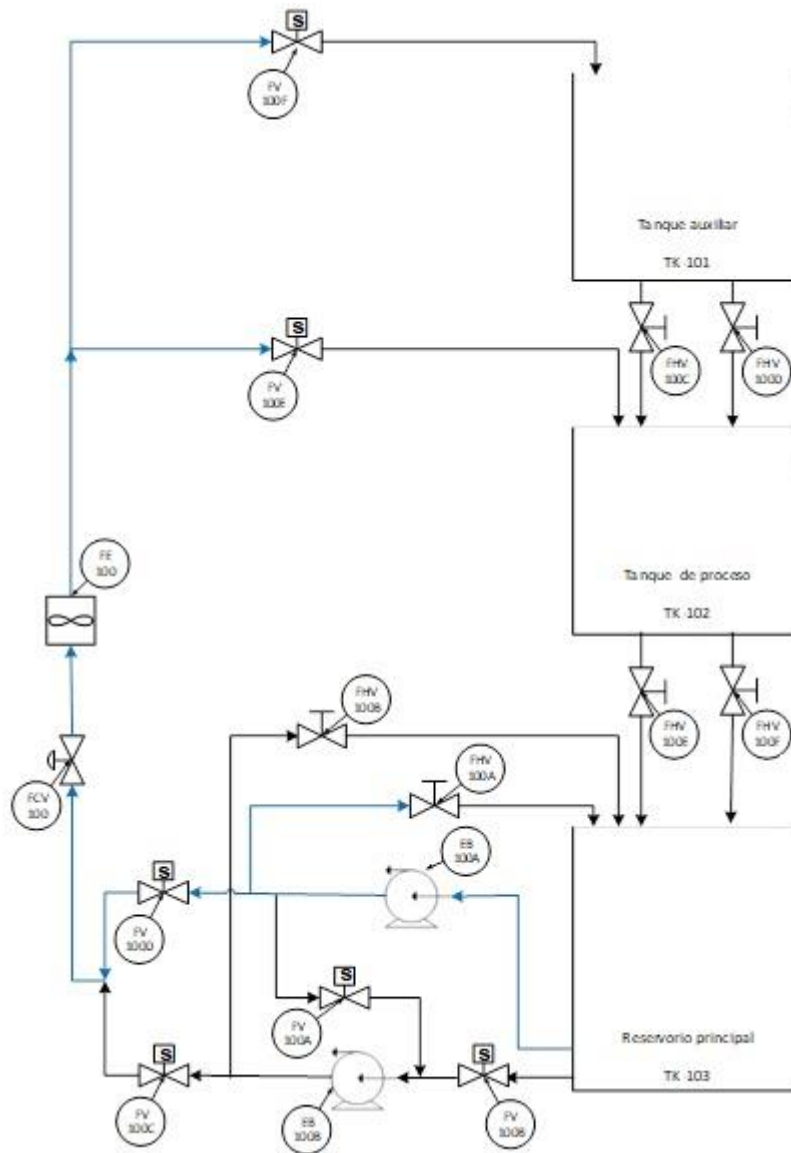 S
FV
100F
Tanque auxiliar
TK 101
S
FV
100E
FHV
100C
FHV
100D
FE
100
Tanque de proceso
TK 102
FHV
100B
FHV
100E
FHV
100F
FCV
100
FHV
100A
EB
100A
S
FV
100D
S
FV
100A
Reservorio principal
TK 103
S
FV
100C
EB
100B
S
FV
100B